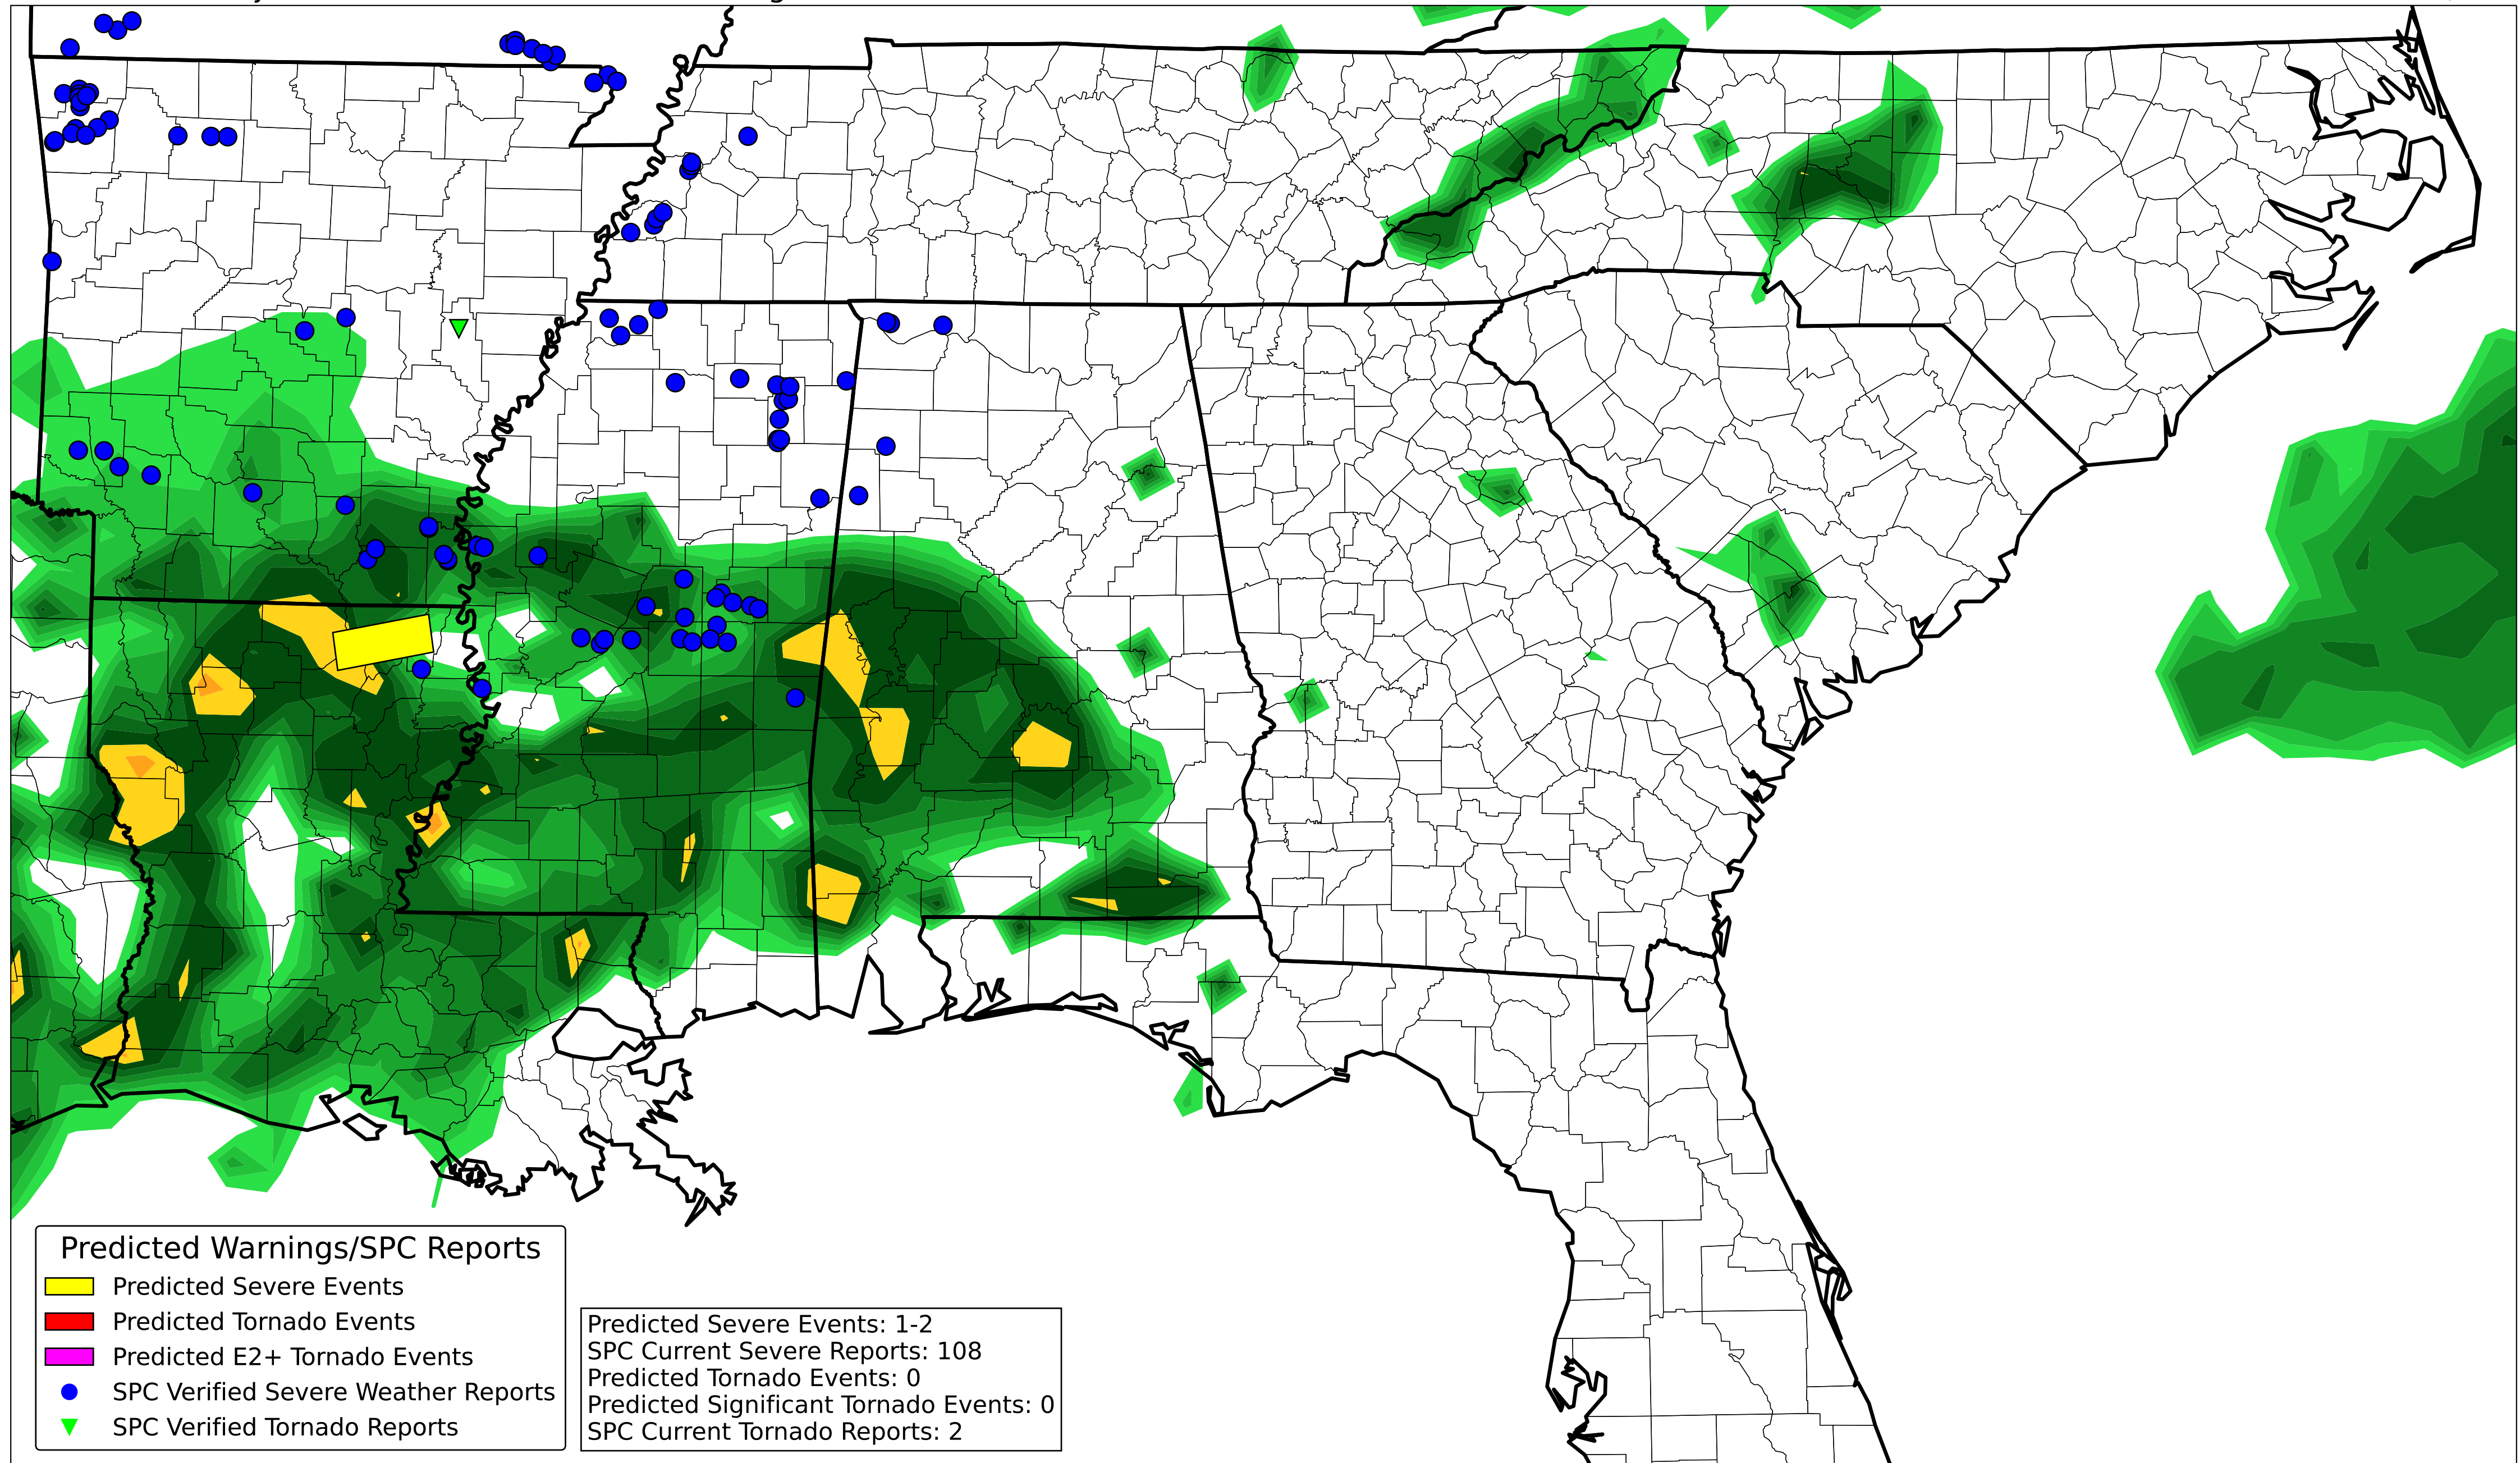 Predicted Warnings/SPC Reports
Predicted Severe Events
Predicted Tornado Events
Predicted E2+ Tornado Events
SPC Verified Severe Weather Reports
SPC Verified Tornado Reports
Predicted Severe Events: 1-2
SPC Current Severe Reports: 108
Predicted Tornado Events: 0
Predicted Significant Tornado Events: 0
SPC Current Tornado Reports: 2